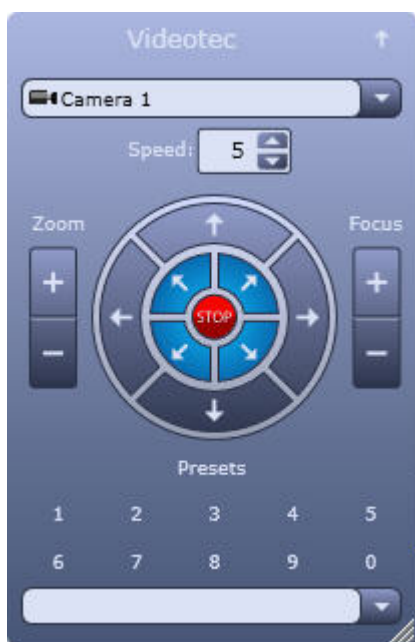 Videotec
Camera 1
Speed: 5
Zoom Focus
+ +
STOP
- -
Presets
1 2 3 4 5
6 7 8 9 0